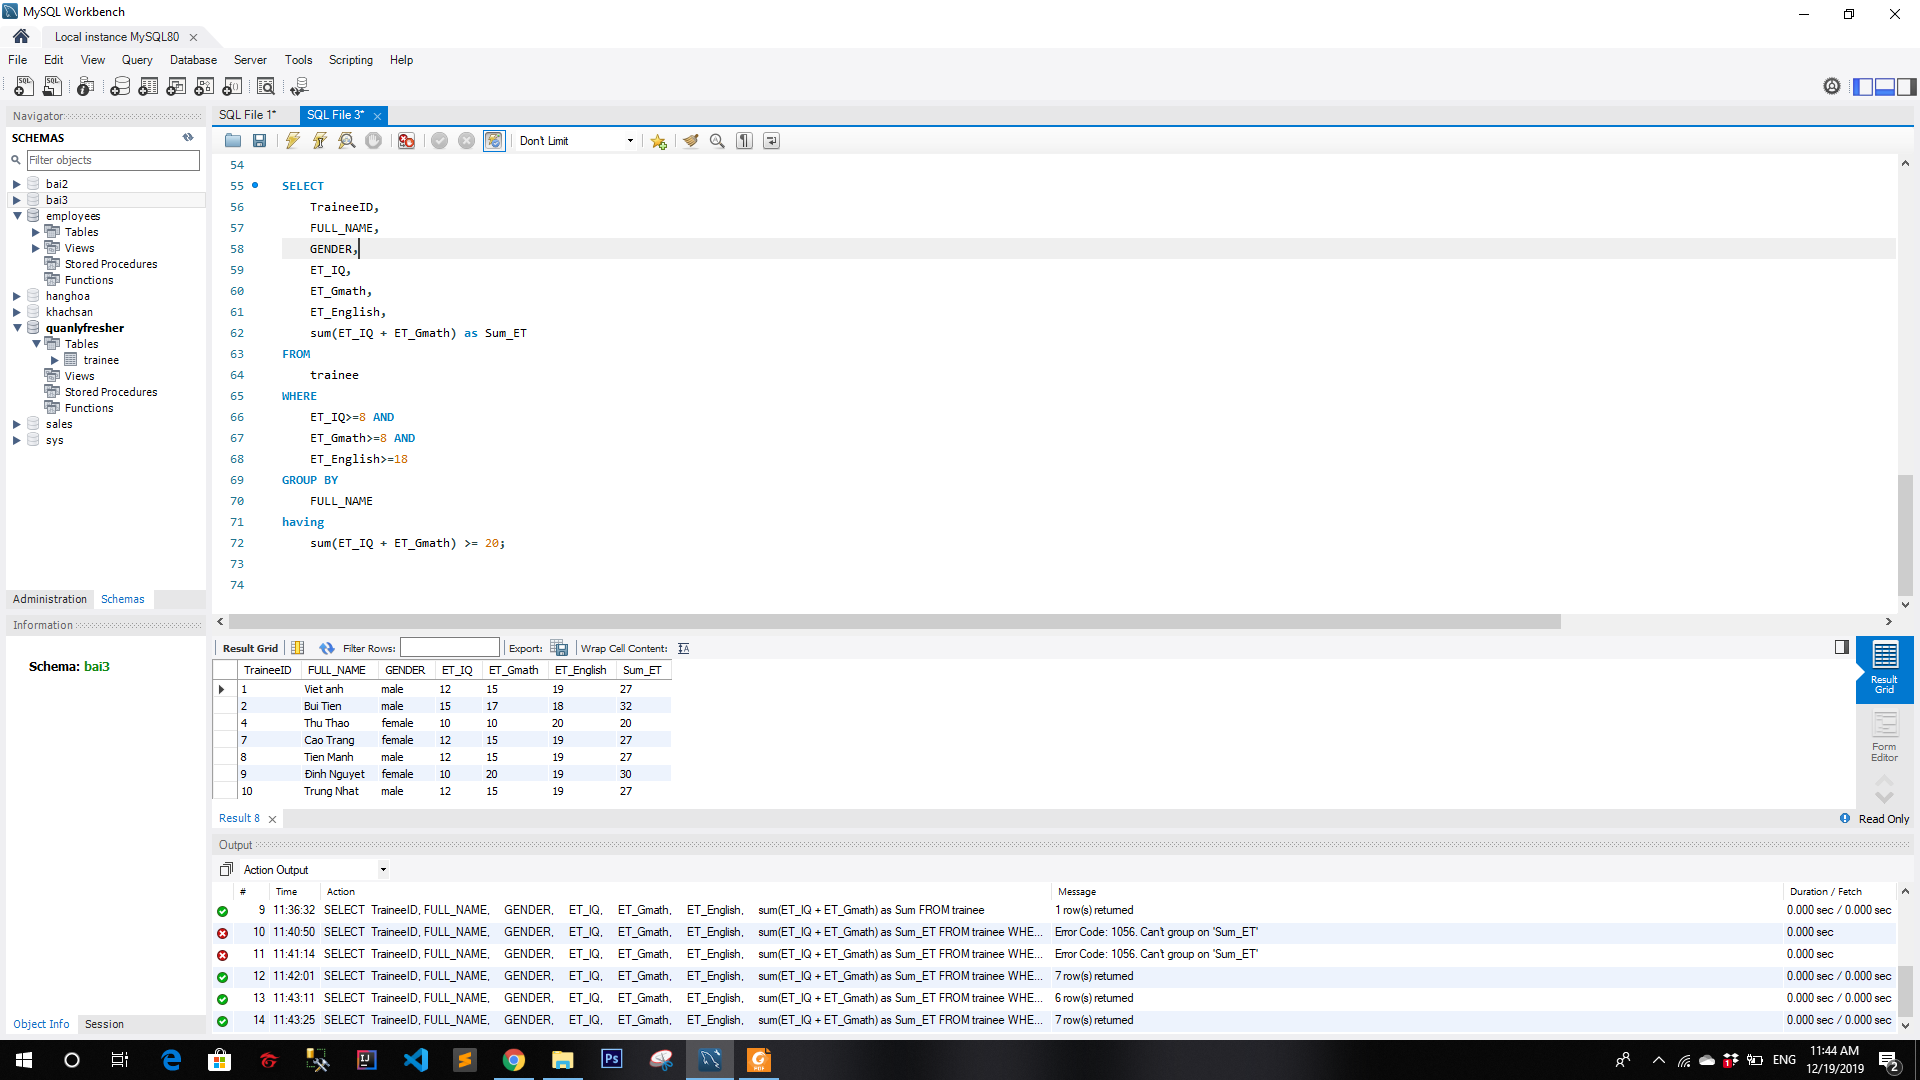 MySQL Workbench
Local instance MySQL80
File Edit View Query Database Server Tools Scripting Help
Navigator
SCHEMAS
Filter objects
bai2
bai3
employees
Tables
Views
Stored Procedures
Functions
hanghoa
khachsan
quanlyfresher
Tables
trainee
Views
Stored Procedures
Functions
sales
sys
Administration Schemas
Information
Schema: bai3
Object Info Session
SQL File 1* SQL File 3*
Don't Limit
54
55 SELECT
56 TraineeID,
57 FULL_NAME,
58 GENDER,
59 ET_IQ,
60 ET_Gmath,
61 ET_English,
62 sum(ET_IQ + ET_Gmath) as Sum_ET
63 FROM
64 trainee
65 WHERE
66 ET_IQ>=8 AND
67 ET_Gmath>=8 AND
68 ET_English>=18
69 GROUP BY
70 FULL_NAME
71 having
72 sum(ET_IQ + ET_Gmath) >= 20;
73
74
Result Grid Filter Rows: Export: Wrap Cell Content:
TraineeID FULL_NAME GENDER ET_IQ ET_Gmath ET_English Sum_ET
1 Viet anh male 12 15 19 27
2 Bui Tien male 15 17 18 32
4 Thu Thao female 10 10 20 20
7 Cao Trang female 12 15 19 27
8 Tien Manh male 12 15 19 27
9 Đinh Nguyet female 10 20 19 30
10 Trung Nhat male 12 15 19 27
Result Grid
Form Editor
Result 8
Read Only
Output
Action Output
# Time Action Message Duration / Fetch
9 11:36:32 SELECT TraineeID, FULL_NAME, GENDER, ET_IQ, ET_Gmath, ET_English, sum(ET_IQ + ET_Gmath) as Sum FROM trainee 1 row(s) returned 0.000 sec / 0.000 sec
10 11:40:50 SELECT TraineeID, FULL_NAME, GENDER, ET_IQ, ET_Gmath, ET_English, sum(ET_IQ + ET_Gmath) as Sum_ET FROM trainee WHE... Error Code: 1056. Can't group on 'Sum_ET' 0.000 sec
11 11:41:14 SELECT TraineeID, FULL_NAME, GENDER, ET_IQ, ET_Gmath, ET_English, sum(ET_IQ + ET_Gmath) as Sum_ET FROM trainee WHE... Error Code: 1056. Can't group on 'Sum_ET' 0.000 sec
12 11:42:01 SELECT TraineeID, FULL_NAME, GENDER, ET_IQ, ET_Gmath, ET_English, sum(ET_IQ + ET_Gmath) as Sum_ET FROM trainee WHE... 7 row(s) returned 0.000 sec / 0.000 sec
13 11:43:11 SELECT TraineeID, FULL_NAME, GENDER, ET_IQ, ET_Gmath, ET_English, sum(ET_IQ + ET_Gmath) as Sum_ET FROM trainee WHE... 6 row(s) returned 0.000 sec / 0.000 sec
14 11:43:25 SELECT TraineeID, FULL_NAME, GENDER, ET_IQ, ET_Gmath, ET_English, sum(ET_IQ + ET_Gmath) as Sum_ET FROM trainee WHE... 7 row(s) returned 0.000 sec / 0.000 sec
ENG
11:44 AM
12/19/2019
2